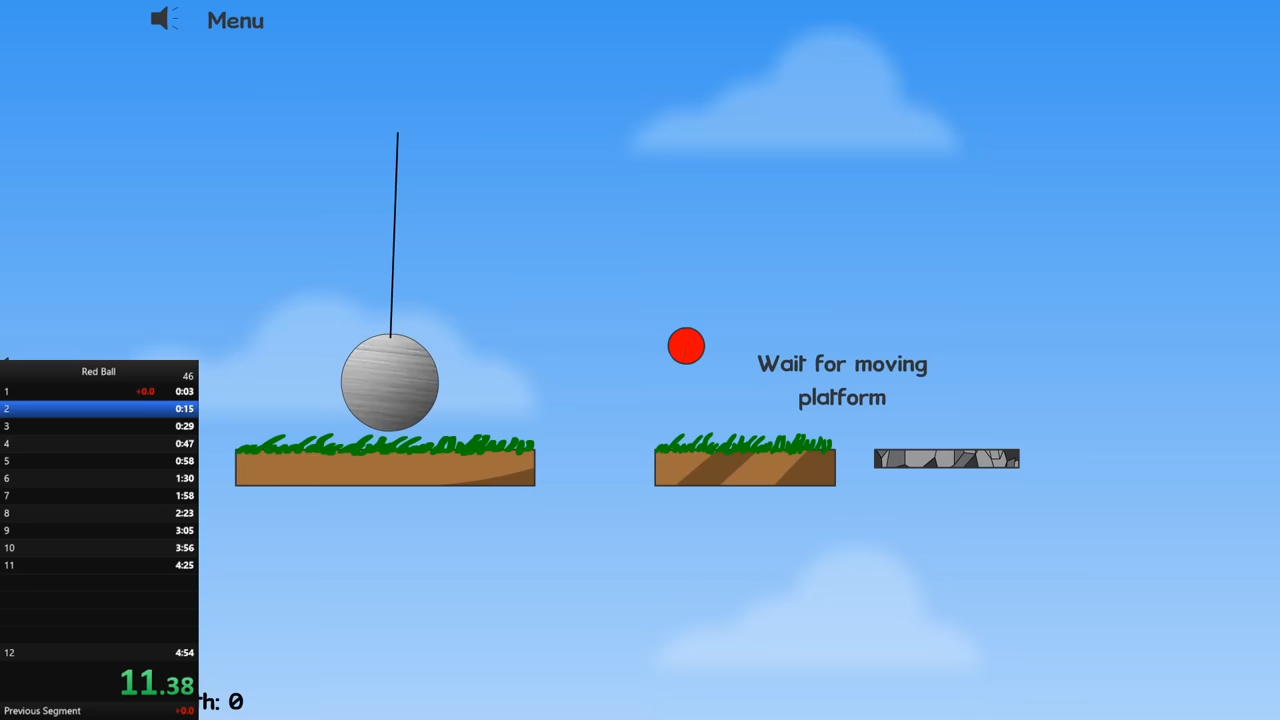 Menu
Wait for moving
platform
Red Ball
46
1 +0.0 0:03
2 0:15
3 0:29
4 0:47
5 0:58
6 1:30
7 1:58
8 2:23
9 3:05
10 3:56
11 4:25
12 4:54
11.38
Previous Segment +0.0
rh: 0